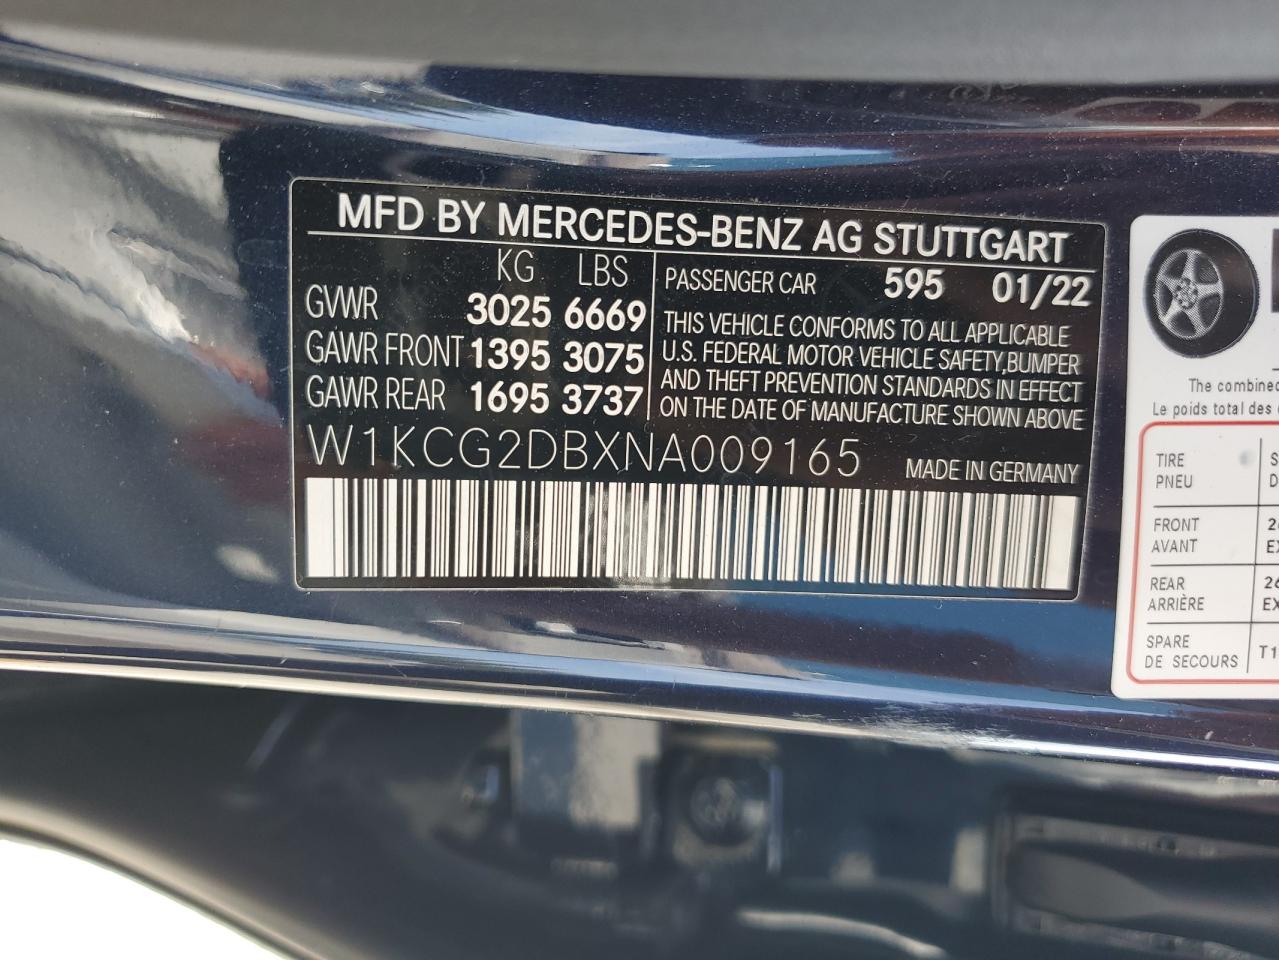 MFD BY MERCEDES-BENZ AG STUTTGART
KG LBS
GVWR 3025 6669
GAWR FRONT 1395 3075
GAWR REAR 1695 3737
PASSENGER CAR 595 01/22
THIS VEHICLE CONFORMS TO ALL APPLICABLE
U.S. FEDERAL MOTOR VEHICLE SAFETY,BUMPER
AND THEFT PREVENTION STANDARDS IN EFFECT
ON THE DATE OF MANUFACTURE SHOWN ABOVE
W1KCG2DBXNA009165 MADE IN GERMANY
The combined
Le poids total des
TIRE
PNEU
FRONT
AVANT
REAR
ARRIÈRE
SPARE
DE SECOURS